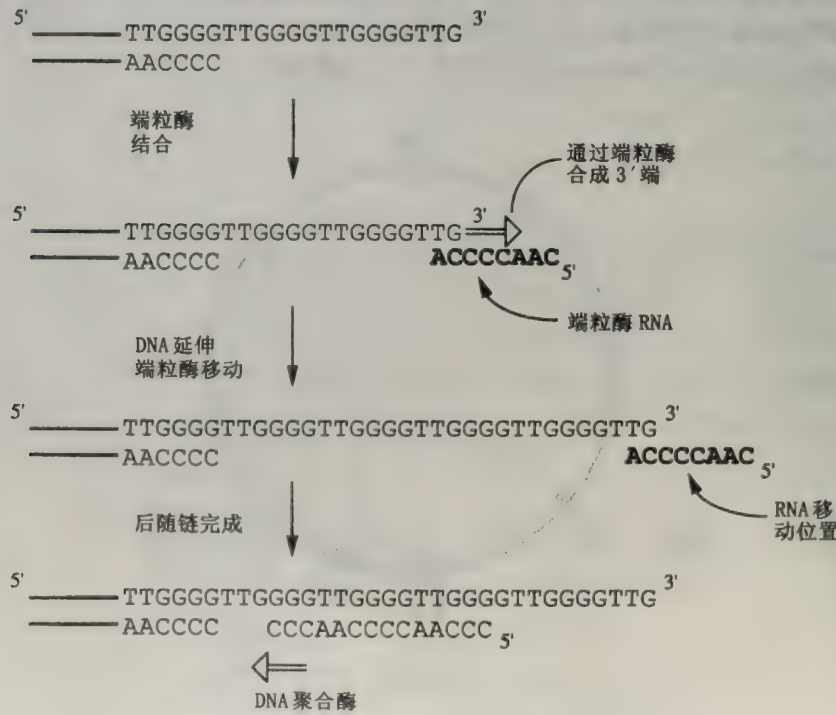 5' TTGGGGTTGGGGTTGGGGTTG 3'
AACCCC
端粒酶
结合
通过端粒酶
合成 3′端
5' TTGGGGTTGGGGTTGGGGTTG 3'
AACCCC ACCCCAAC 5'
端粒酶 RNA
DNA 延伸
端粒酶移动
5' TTGGGGTTGGGGTTGGGGTTGGGGTTGGGGTTG 3'
AACCCC ACCCCAAC 5'
后随链完成
RNA 移
动位置
5' TTGGGGTTGGGGTTGGGGTTGGGGTTGGGGTTG 3'
AACCCC CCCAACCCCAACCC 5'
DNA 聚合酶